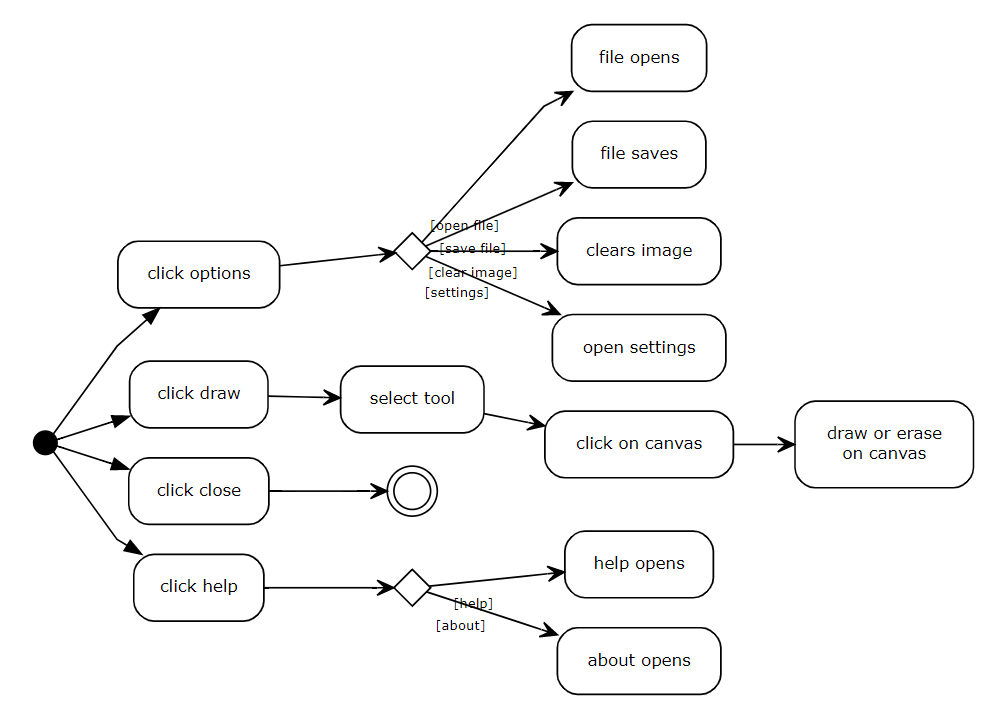 file opens
file saves
[open file]
[save file]
clears image
click options
[clear image]
[settings]
open settings
click draw
select tool
click on canvas
draw or erase
on canvas
click close
help opens
click help
[help]
[about]
about opens